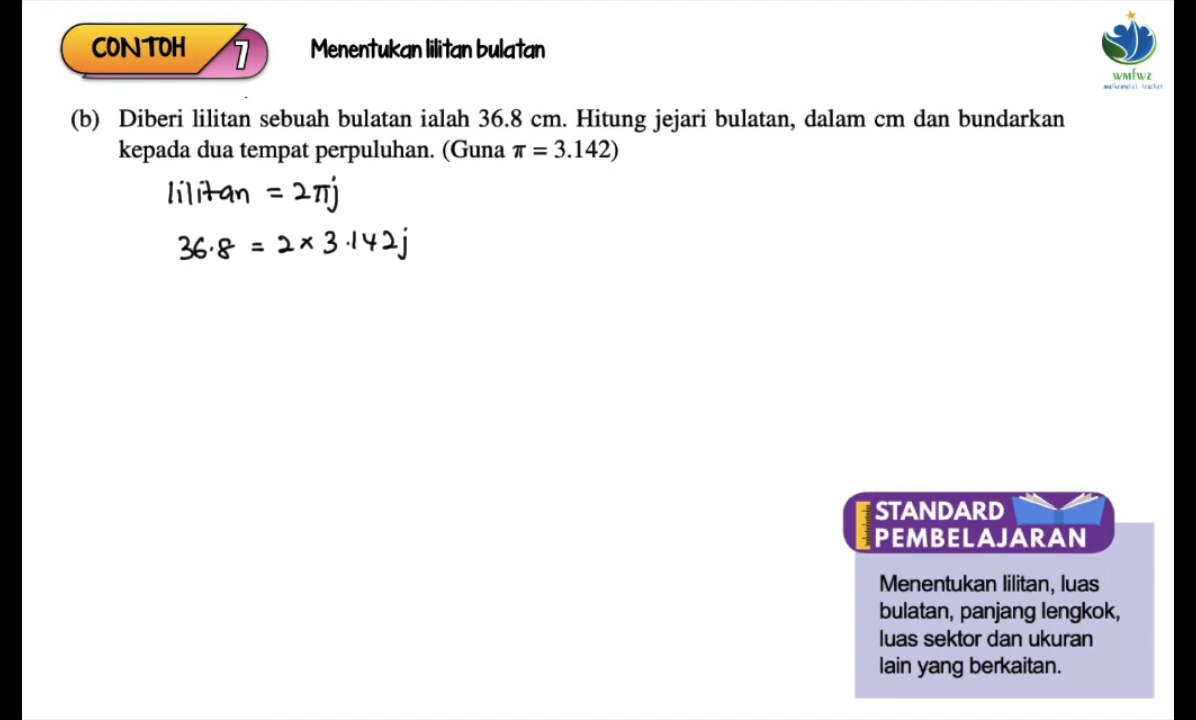 CONTOH 7 Menentukan lilitan bulatan
WMFWZ
mathematics teacher
(b) Diberi lilitan sebuah bulatan ialah 36.8 cm. Hitung jejari bulatan, dalam cm dan bundarkan
kepada dua tempat perpuluhan. (Guna π = 3.142)
lilitan = 2πj
36.8 = 2 × 3.142j
STANDARD
PEMBELAJARAN
Menentukan lilitan, luas
bulatan, panjang lengkok,
luas sektor dan ukuran
lain yang berkaitan.